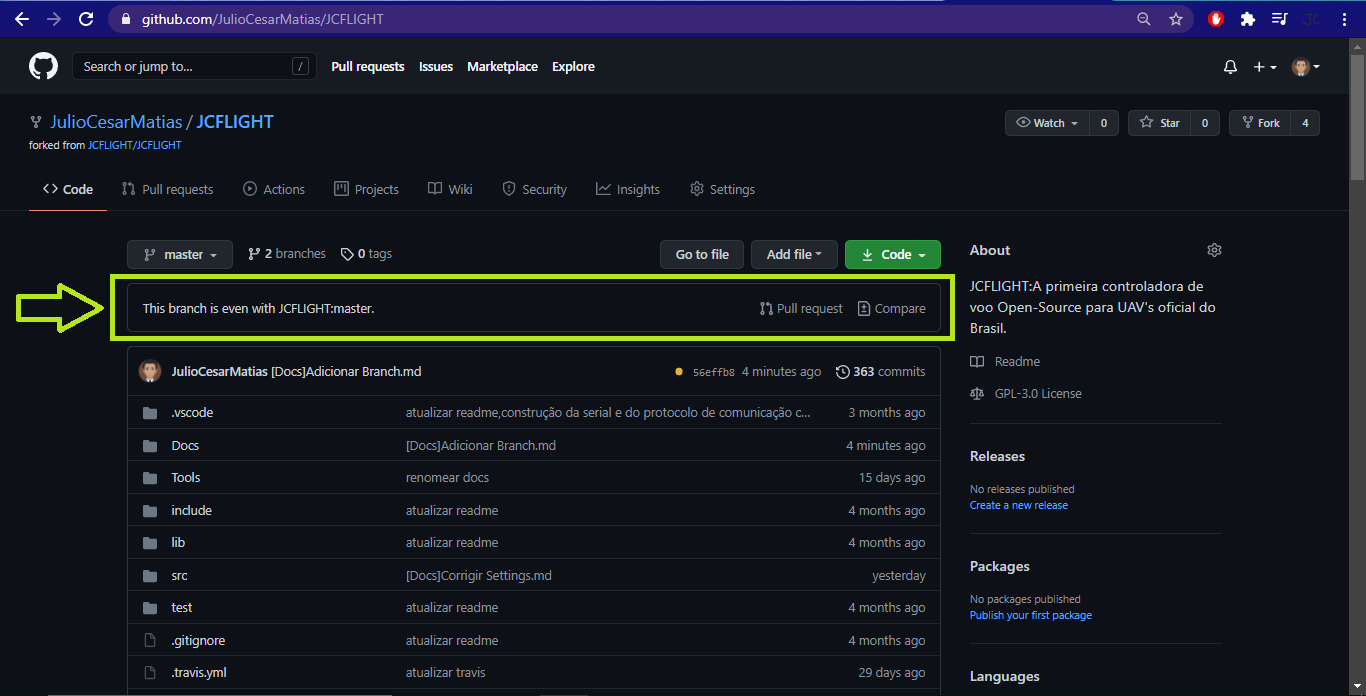 github.com/JulioCesarMatias/JCFLIGHT
Search or jump to... /
Pull requests Issues Marketplace Explore
JulioCesarMatias / JCFLIGHT
Watch 0 Star 0 Fork 4
forked from JCFLIGHT/JCFLIGHT
Code Pull requests Actions Projects Wiki Security Insights Settings
master 2 branches 0 tags Go to file Add file Code
This branch is even with JCFLIGHT:master. Pull request Compare
JulioCesarMatias [Docs]Adicionar Branch.md 56effb8 4 minutes ago 363 commits
.vscode atualizar readme,construção da serial e do protocolo de comunicação c... 3 months ago
Docs [Docs]Adicionar Branch.md 4 minutes ago
Tools renomear docs 15 days ago
include atualizar readme 4 months ago
lib atualizar readme 4 months ago
src [Docs]Corrigir Settings.md yesterday
test atualizar readme 4 months ago
.gitignore atualizar readme 4 months ago
.travis.yml atualizar travis 29 days ago
About
JCFLIGHT:A primeira controladora de
voo Open-Source para UAV's oficial do
Brasil.
Readme
GPL-3.0 License
Releases
No releases published
Create a new release
Packages
No packages published
Publish your first package
Languages